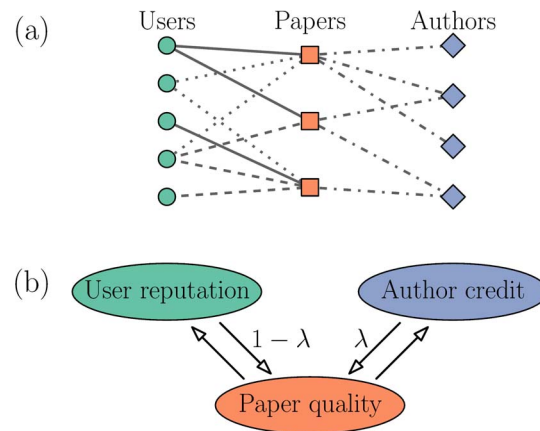 (a) Users Papers Authors
(b)
User reputation Author credit
1 − λ λ
Paper quality